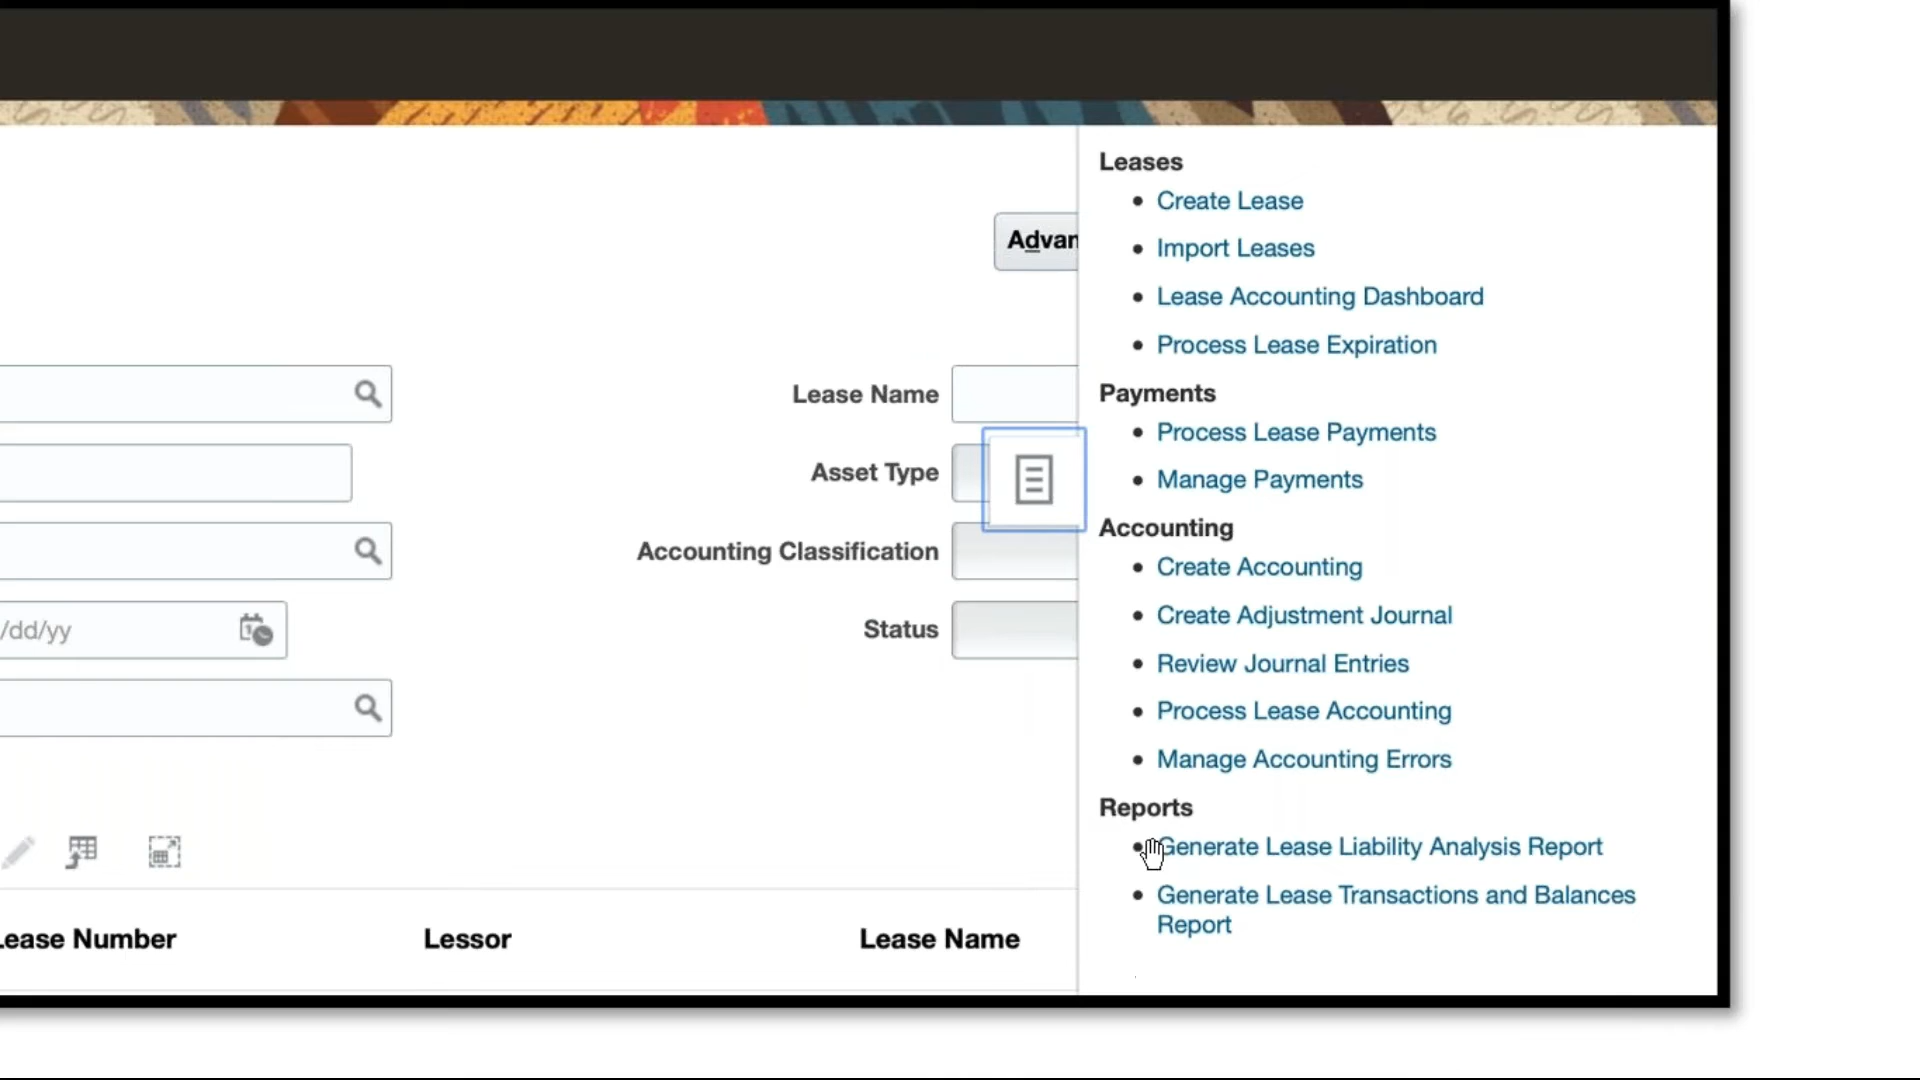 Advan
Lease Name
Asset Type
Accounting Classification
/dd/yy
Status
Lease Number
Lessor
Lease Name
Leases
Create Lease
Import Leases
Lease Accounting Dashboard
Process Lease Expiration
Payments
Process Lease Payments
Manage Payments
Accounting
Create Accounting
Create Adjustment Journal
Review Journal Entries
Process Lease Accounting
Manage Accounting Errors
Reports
Generate Lease Liability Analysis Report
Generate Lease Transactions and Balances
Report